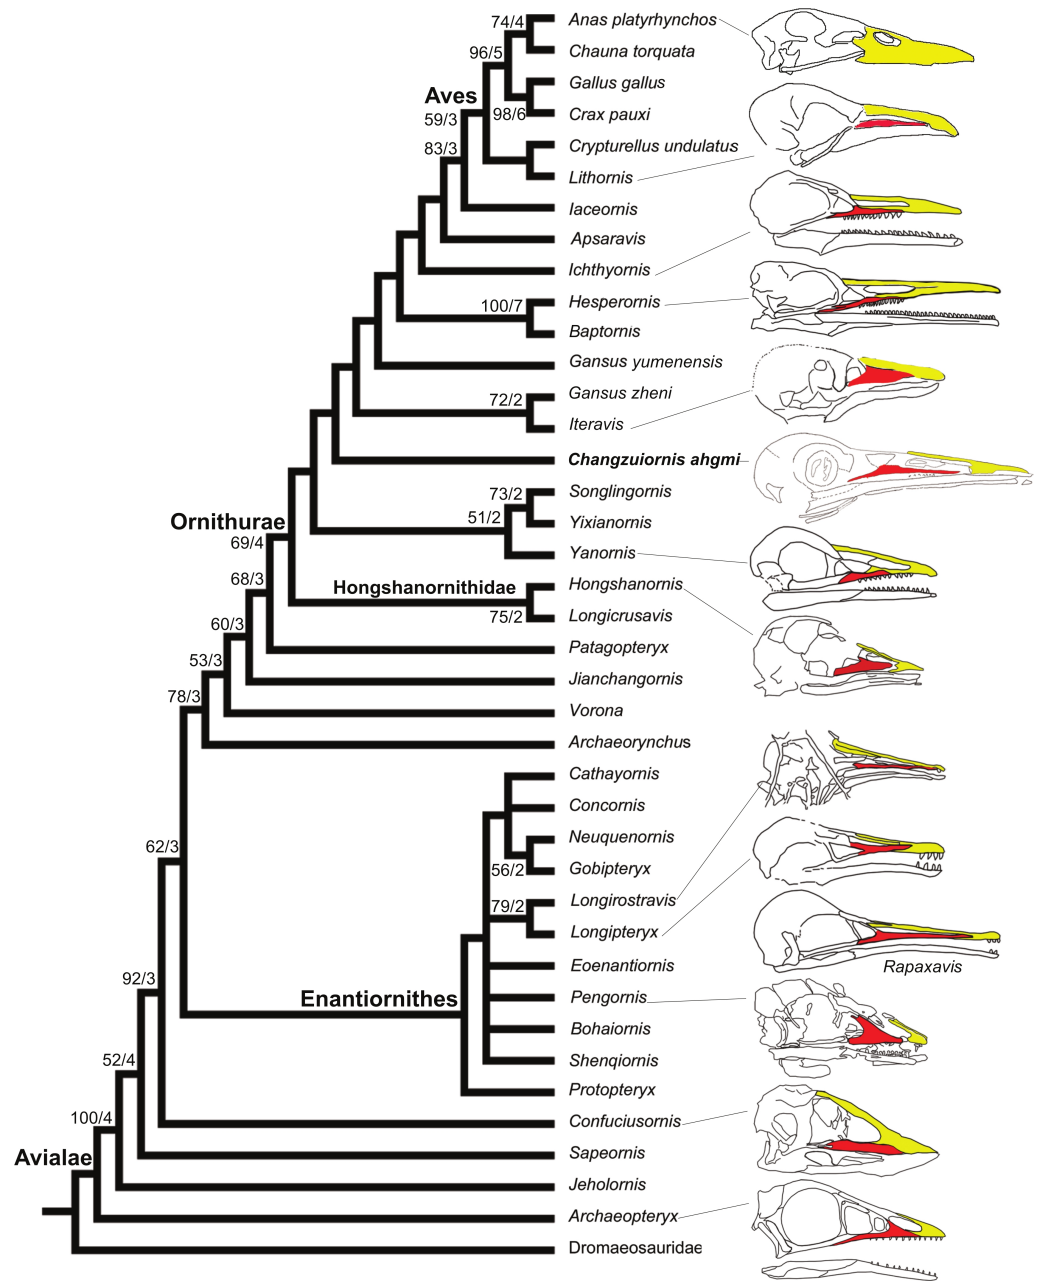 74/4
Anas platyrhynchos
96/5
Chauna torquata
Gallus gallus
Aves
98/6
Crax pauxi
59/3
83/3
Crypturellus undulatus
Lithornis
Iaceornis
Apsaravis
Ichthyornis
100/7
Hesperornis
Baptornis
Gansus yumenensis
72/2
Gansus zheni
Iteravis
Changzuiornis ahgmi
73/2
Songlingornis
51/2
Yixianornis
Ornithurae
69/4
Yanornis
68/3
Hongshanornithidae
Hongshanornis
75/2
Longicrusavis
60/3
Patagopteryx
53/3
Jianchangornis
78/3
Vorona
Archaeorynchus
Cathayornis
Concornis
Neuquenornis
62/3
56/2
Gobipteryx
79/2
Longirostravis
Longipteryx
Eoenantiornis
Rapaxavis
92/3
Enantiornithes
Pengornis
Bohaiornis
52/4
Shenqiornis
Protopteryx
100/4
Confuciusornis
Avialae
Sapeornis
Jeholornis
Archaeopteryx
Dromaeosauridae